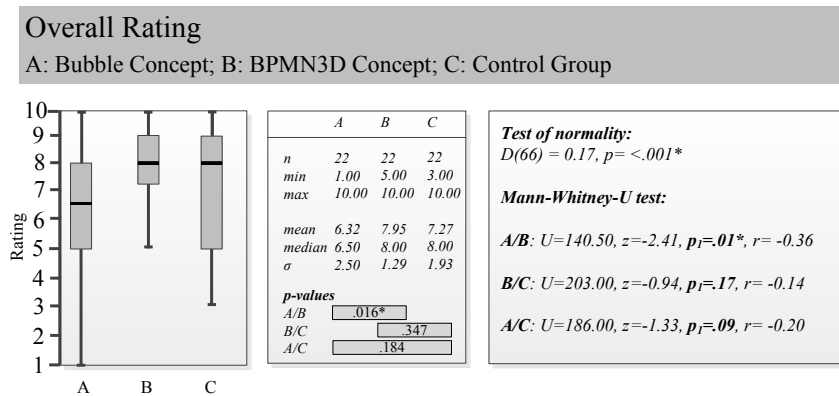 Overall Rating
A: Bubble Concept; B: BPMN3D Concept; C: Control Group
Rating
10
9
8
7
6
5
4
3
2
1
A B C
A B C
n 22 22 22
min 1.00 5.00 3.00
max 10.00 10.00 10.00
mean 6.32 7.95 7.27
median 6.50 8.00 8.00
σ 2.50 1.29 1.93
p-values
A/B .016*
B/C .347
A/C .184
Test of normality:
D(66) = 0.17, p= <.001*
Mann-Whitney-U test:
A/B: U=140.50, z=-2.41, p₁=.01*, r= -0.36
B/C: U=203.00, z=-0.94, p₁=.17, r= -0.14
A/C: U=186.00, z=-1.33, p₁=.09, r= -0.20